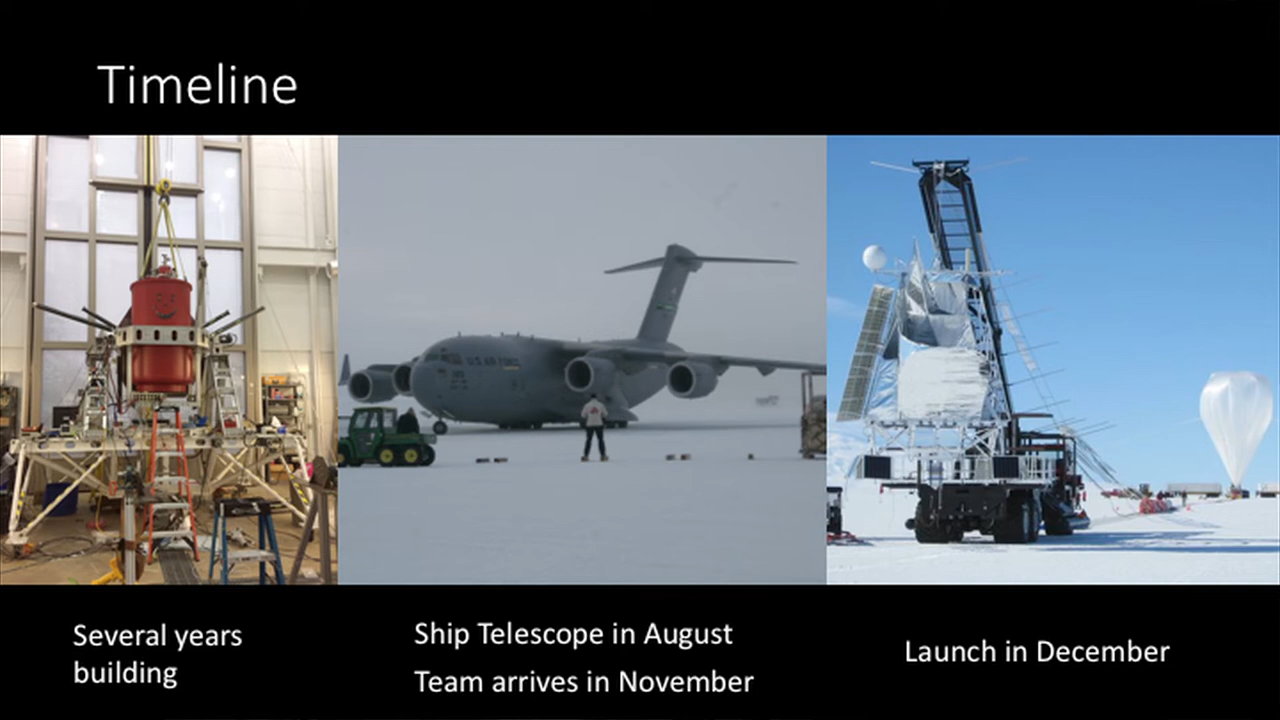 Timeline
U.S. AIR FORCE
Several years
building
Ship Telescope in August
Team arrives in November
Launch in December